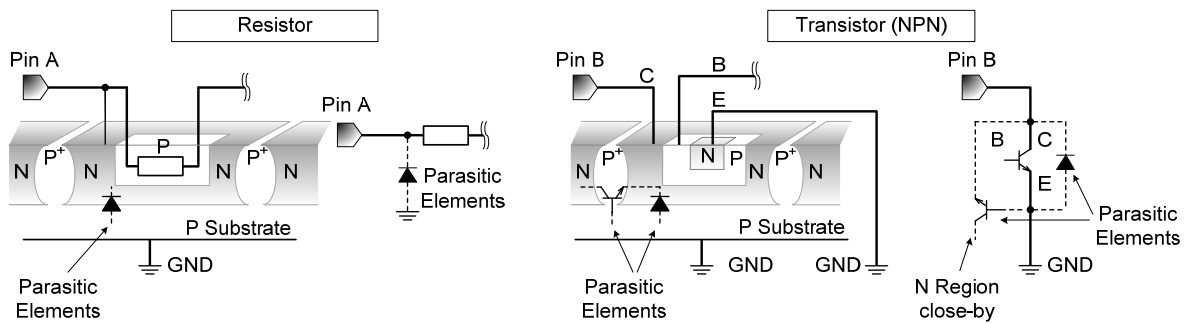 Resistor
Pin A
N
P+
N
P
N
P+
N
P Substrate
GND
Parasitic
Elements
Pin A
Parasitic
Elements
Transistor (NPN)
Pin B
C
B
E
N
P+
N
N
P
N
P+
N
P Substrate
GND
GND
Parasitic
Elements
Pin B
B
C
E
Parasitic
Elements
GND
N Region
close-by